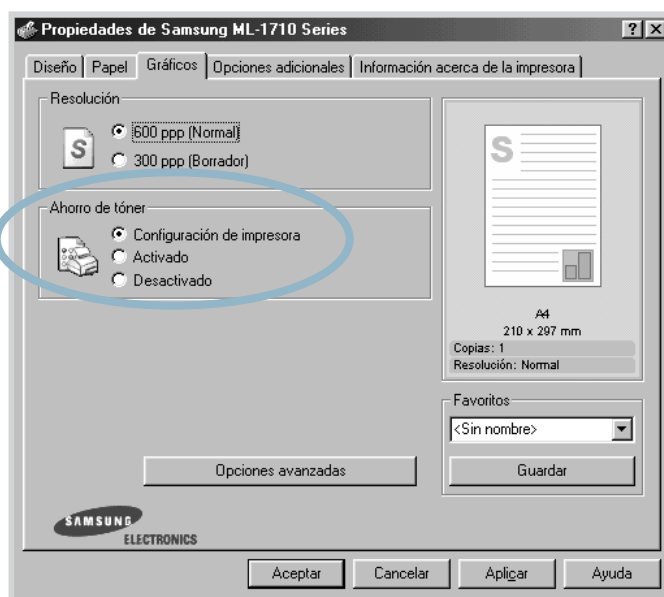 Propiedades de Samsung ML-1710 Series
Diseño Papel Gráficos Opciones adicionales Información acerca de la impresora
Resolución
S
600 ppp (Normal)
300 ppp (Borrador)
Ahorro de tóner
Configuración de impresora
Activado
Desactivado
S
A4
210 x 297 mm
Copias: 1
Resolución: Normal
Favoritos
<Sin nombre>
Opciones avanzadas
Guardar
SAMSUNG
ELECTRONICS
Aceptar Cancelar Aplicar Ayuda